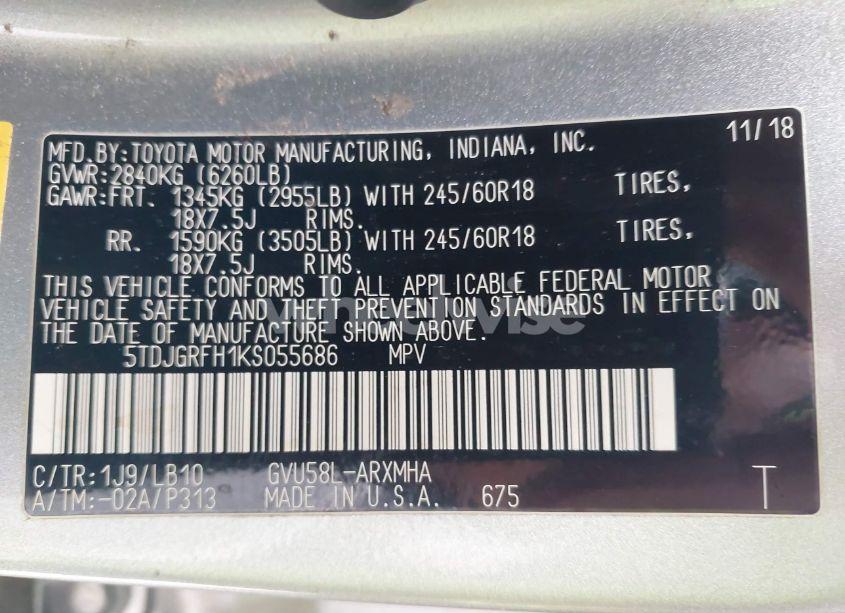 11/18
MFD.BY:TOYOTA MOTOR MANUFACTURING, INDIANA, INC.
GVWR:2840KG (6260LB)
GAWR:FRT. 1345KG (2955LB) WITH 245/60R18 TIRES,
18X7.5J RIMS.
RR. 1590KG (3505LB) WITH 245/60R18 TIRES,
18X7.5J RIMS.
THIS VEHICLE CONFORMS TO ALL APPLICABLE FEDERAL MOTOR
VEHICLE SAFETY AND THEFT PREVENTION STANDARDS IN EFFECT ON
THE DATE OF MANUFACTURE SHOWN ABOVE.
5TDJGRFH1KS055686 MPV
C/TR:1J9/LB10 GVU58L-ARXMHA
A/TM:-02A/P313 MADE IN U.S.A. 675 T